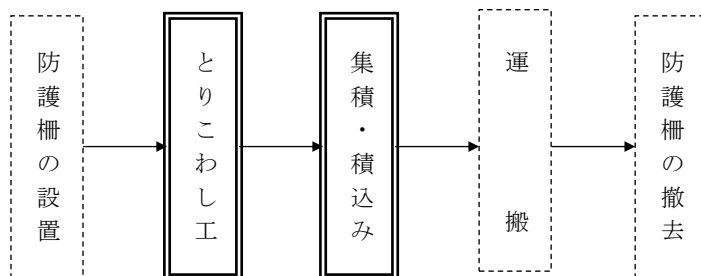 防護柵の設置
とりこわし工
集積・積込み
運搬
防護柵の撤去